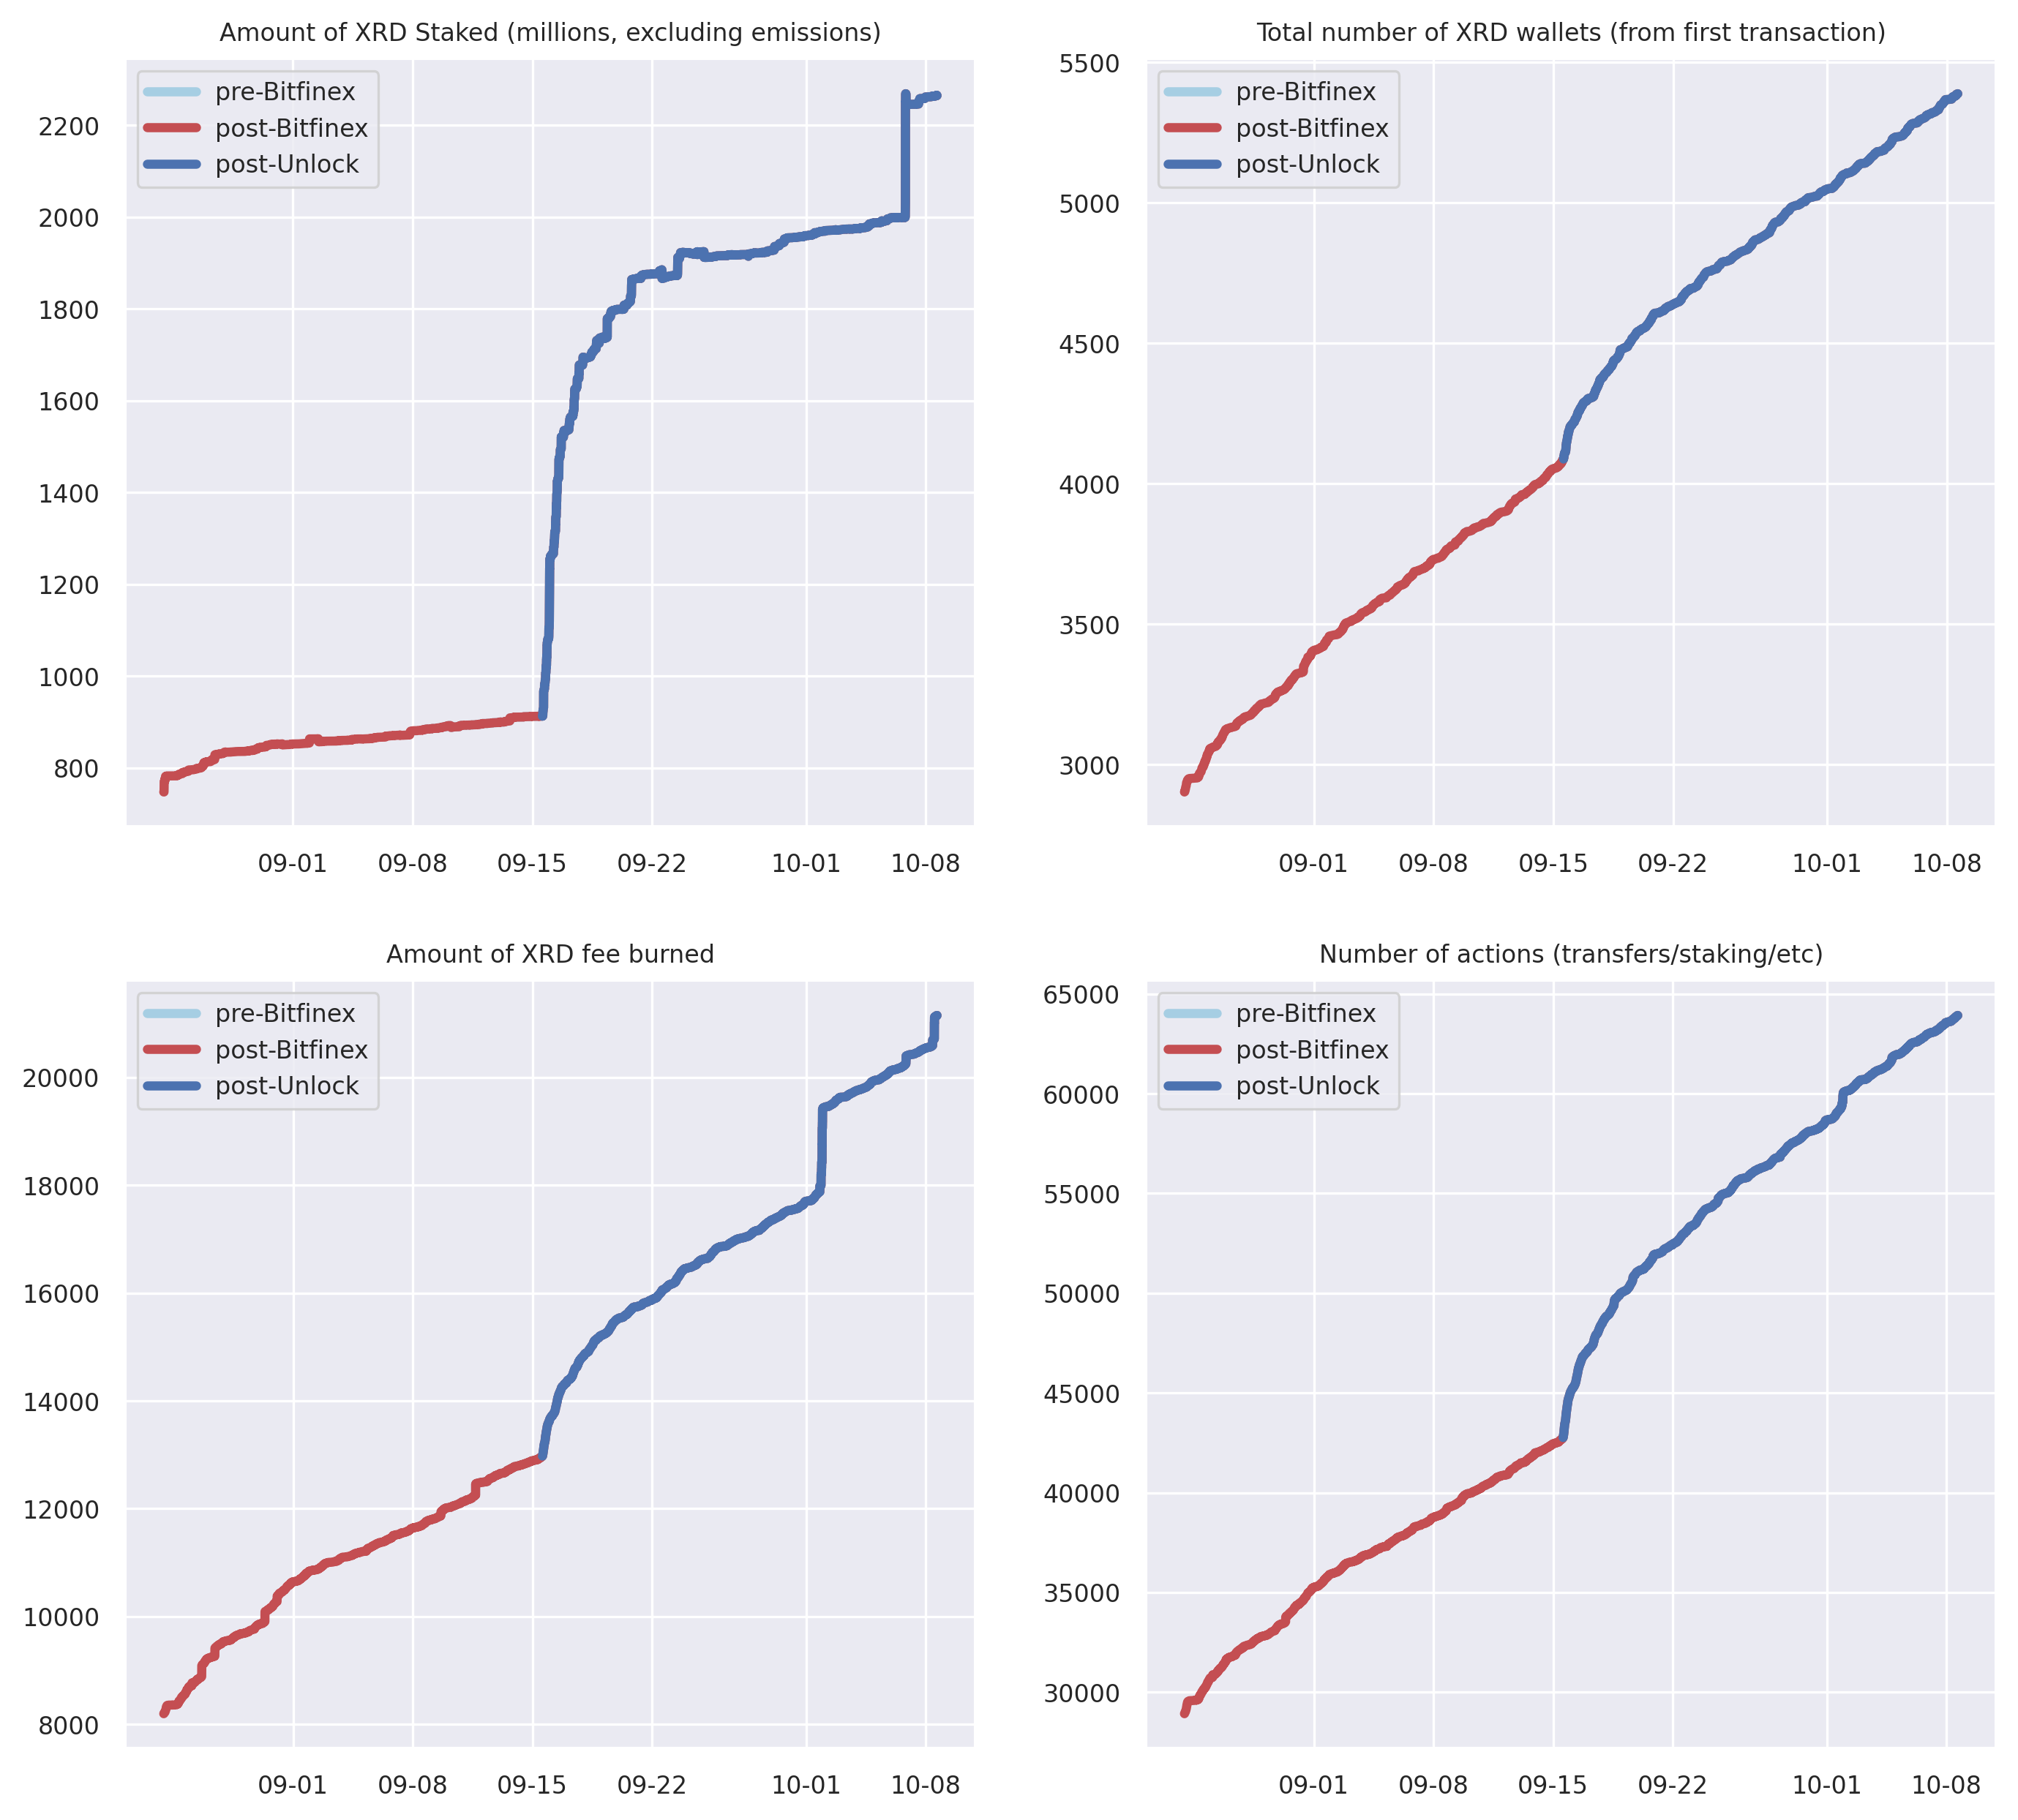 Amount of XRD Staked (millions, excluding emissions)
pre-Bitfinex
post-Bitfinex
post-Unlock
2200
2000
1800
1600
1400
1200
1000
800
09-01 09-08 09-15 09-22 10-01 10-08
Total number of XRD wallets (from first transaction)
pre-Bitfinex
post-Bitfinex
post-Unlock
5500
5000
4500
4000
3500
3000
09-01 09-08 09-15 09-22 10-01 10-08
Amount of XRD fee burned
pre-Bitfinex
post-Bitfinex
post-Unlock
20000
18000
16000
14000
12000
10000
8000
09-01 09-08 09-15 09-22 10-01 10-08
Number of actions (transfers/staking/etc)
pre-Bitfinex
post-Bitfinex
post-Unlock
65000
60000
55000
50000
45000
40000
35000
30000
09-01 09-08 09-15 09-22 10-01 10-08